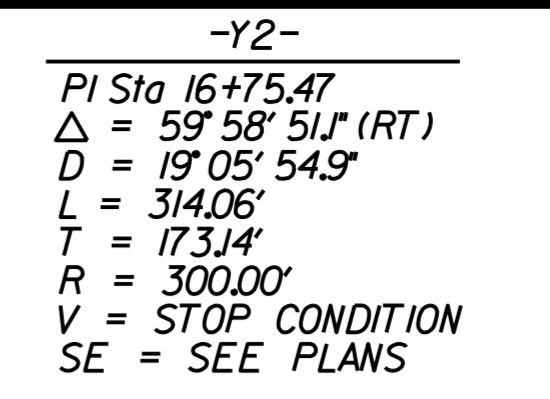 -Y2-
PI Sta 16+75.47
△ = 59° 58′ 51.1" (RT)
D = 19° 05′ 54.9"
L = 314.06′
T = 173.14′
R = 300.00′
V = STOP CONDITION
SE = SEE PLANS